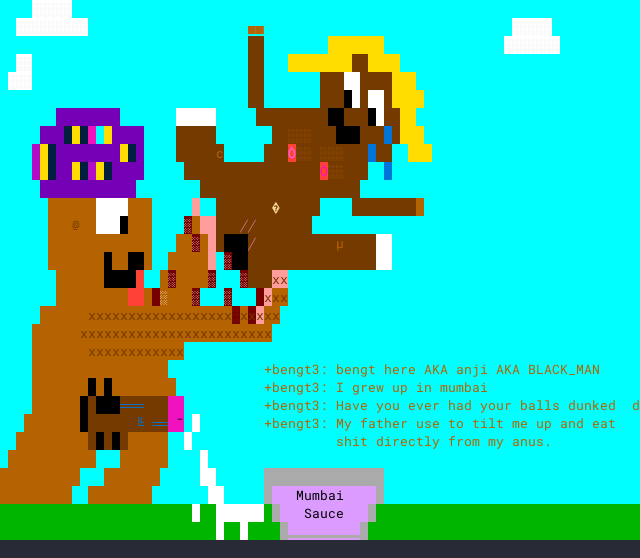 +bengt3: bengt here AKA anji AKA BLACK_MAN
+bengt3: I grew up in mumbai
+bengt3: Have you ever had your balls dunked d
+bengt3: My father use to tilt me up and eat
shit directly from my anus.
Mumbai
Sauce